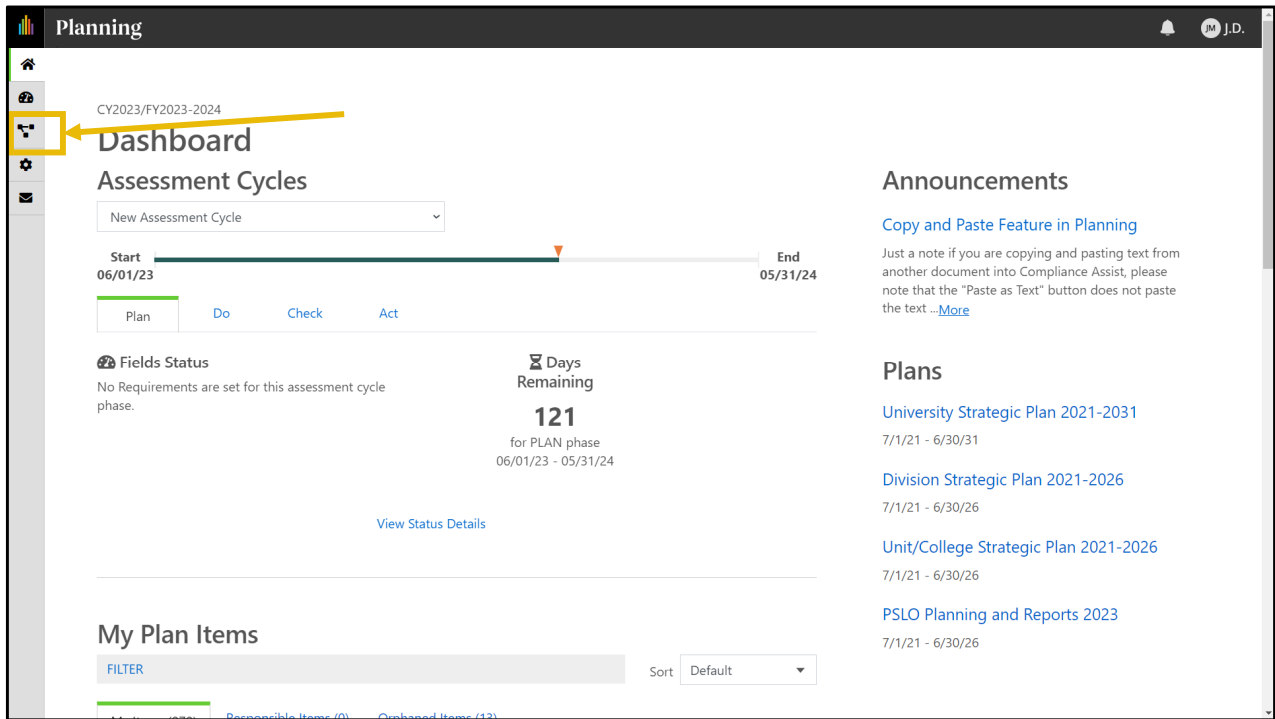 Planning
JM J.D.
CY2023/FY2023-2024
Dashboard
Assessment Cycles
New Assessment Cycle
Start
06/01/23
End
05/31/24
Plan Do Check Act
Fields Status
No Requirements are set for this assessment cycle
phase.
Days
Remaining
121
for PLAN phase
06/01/23 - 05/31/24
View Status Details
My Plan Items
FILTER
Sort Default
Responsible Items (0) Orphaned Items (13)
Announcements
Copy and Paste Feature in Planning
Just a note if you are copying and pasting text from
another document into Compliance Assist, please
note that the "Paste as Text" button does not paste
the text ...More
Plans
University Strategic Plan 2021-2031
7/1/21 - 6/30/31
Division Strategic Plan 2021-2026
7/1/21 - 6/30/26
Unit/College Strategic Plan 2021-2026
7/1/21 - 6/30/26
PSLO Planning and Reports 2023
7/1/21 - 6/30/26